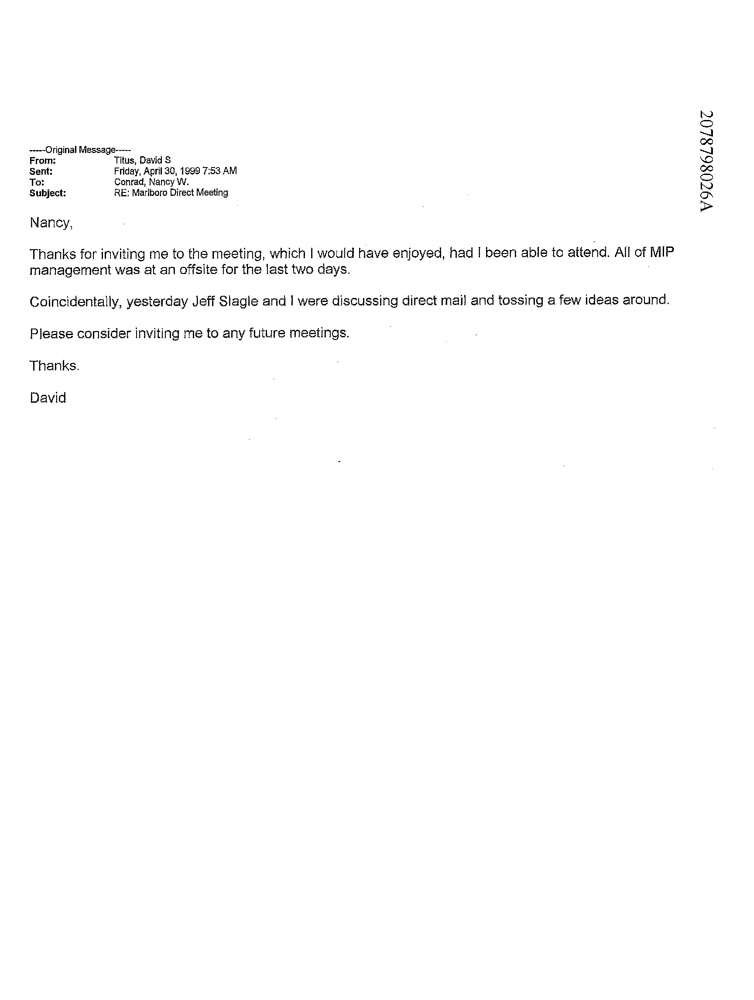 -----Original Message-----
From: Titus, David S
Sent: Friday, April 30, 1999 7:53 AM
To: Conrad, Nancy W.
Subject: RE: Marlboro Direct Meeting
Nancy,
Thanks for inviting me to the meeting, which I would have enjoyed, had I been able to attend. All of MIP
management was at an offsite for the last two days.
Coincidentally, yesterday Jeff Slagle and I were discussing direct mail and tossing a few ideas around.
Please consider inviting me to any future meetings.
Thanks.
David
2078798026A